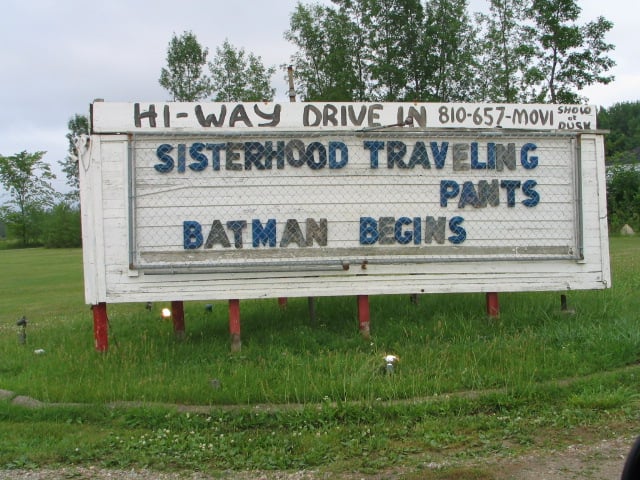 HI-WAY DRIVE IN 810-657-MOVI SHOW at DUSK
SISTERHOOD TRAVELING
PANTS
BATMAN BEGINS